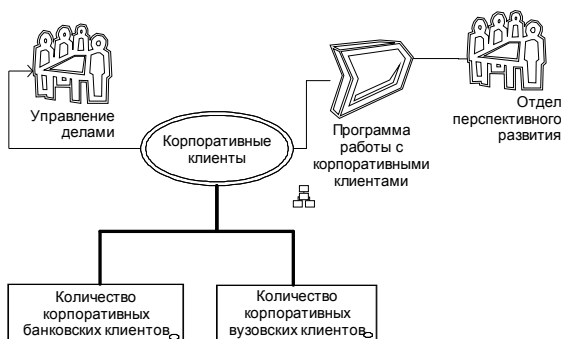 Управление
делами
Корпоративные
клиенты
Программа
работы с
корпоративными
клиентами
Отдел
перспективного
развития
Количество
корпоративных
банковских клиентов
Количество
корпоративных
вузовских клиентов